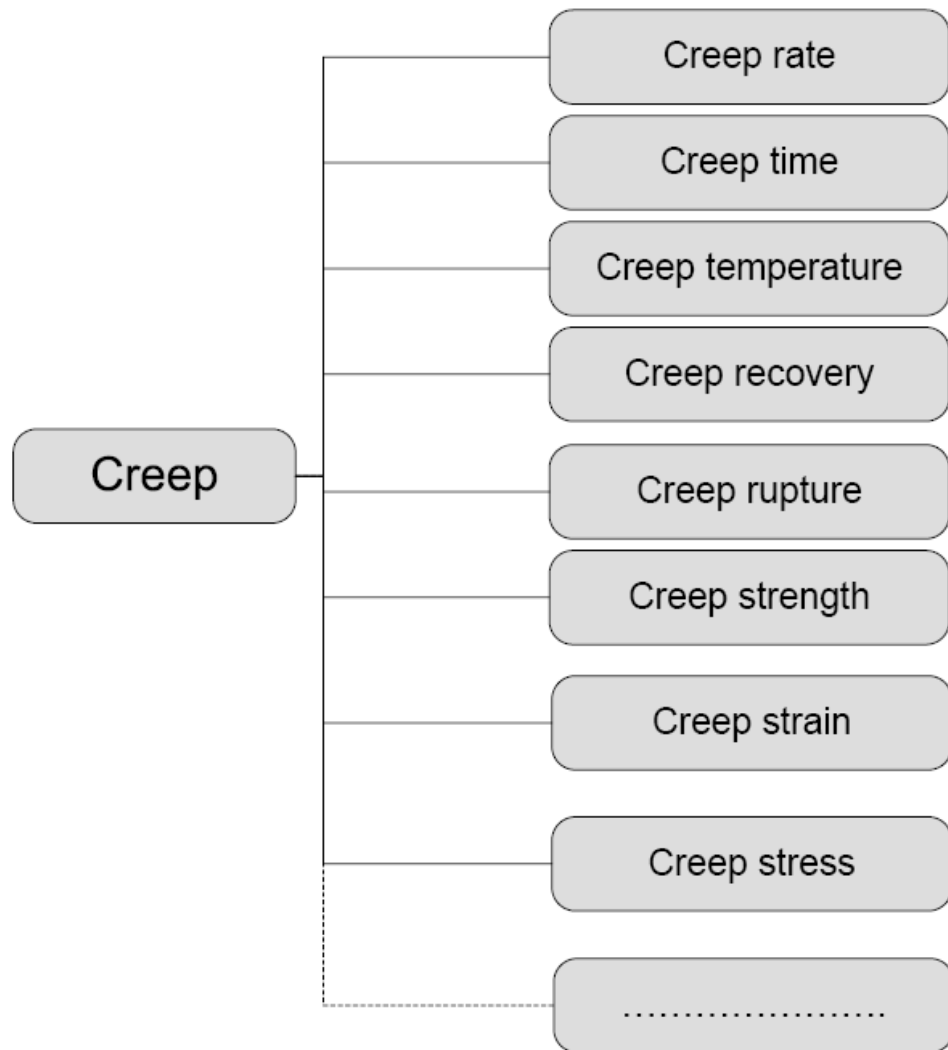 Creep rate
Creep time
Creep temperature
Creep recovery
Creep
Creep rupture
Creep strength
Creep strain
Creep stress
......................